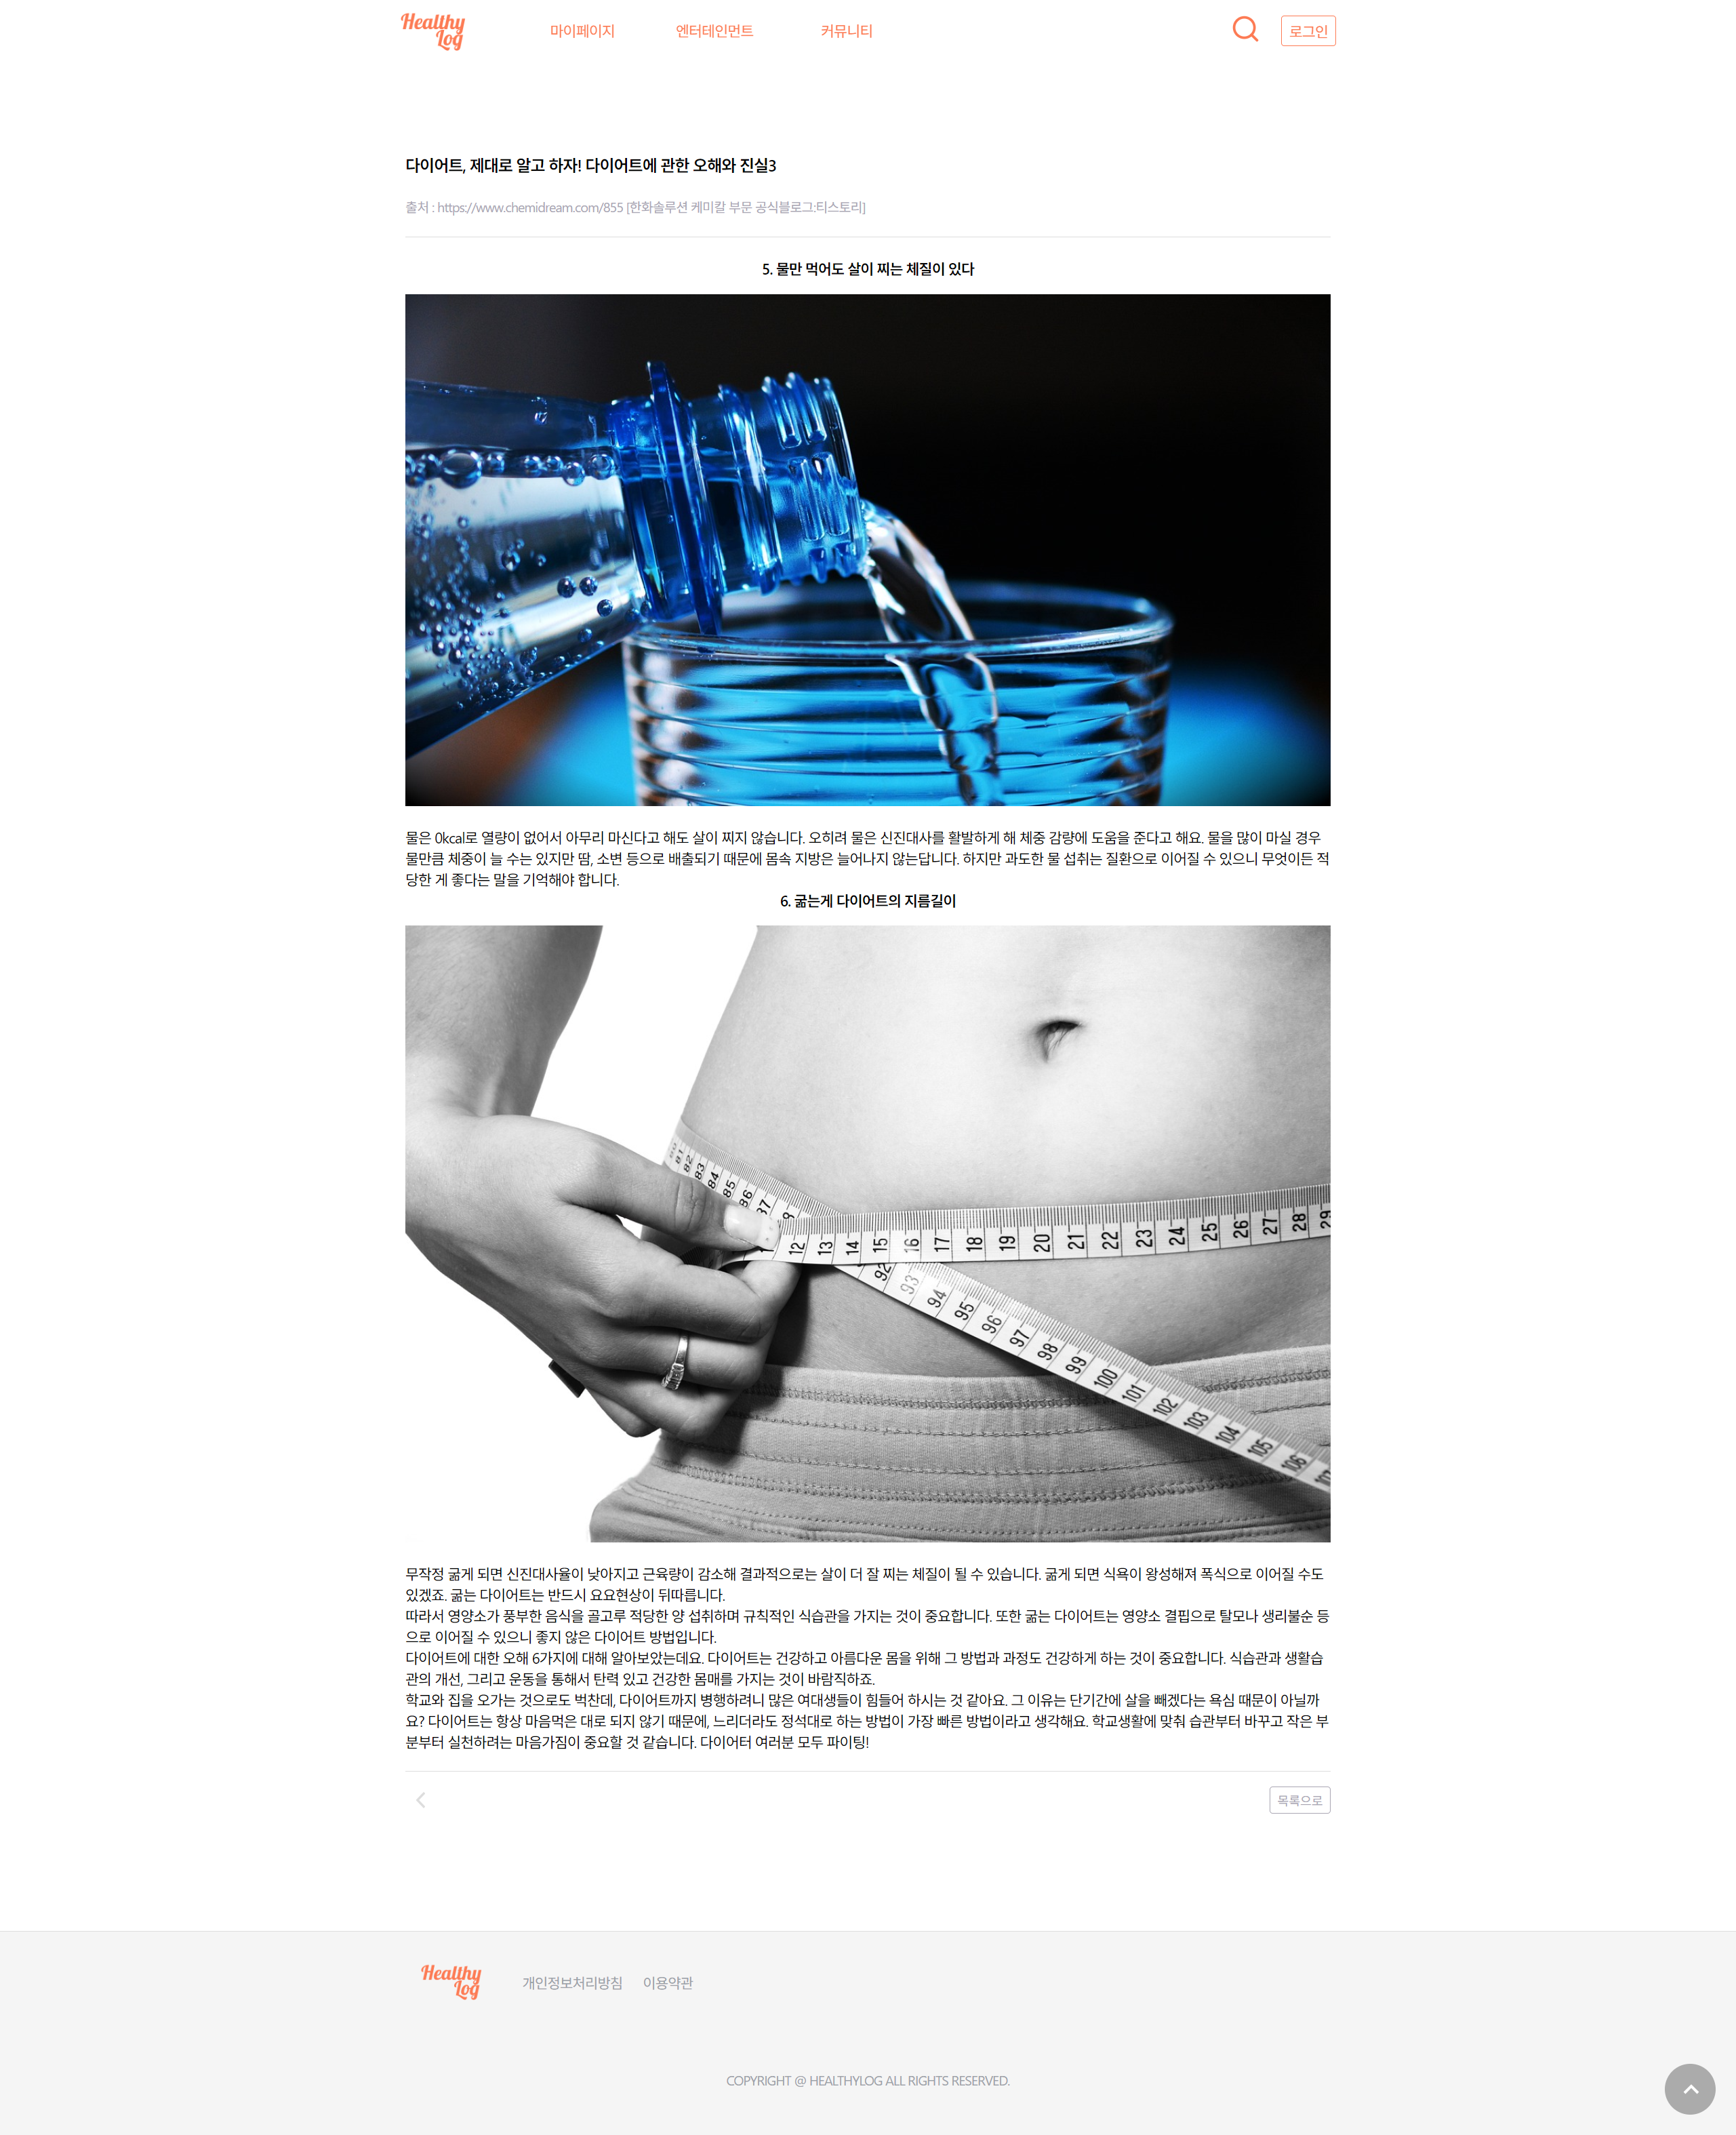 Healthy
Log
마이페이지 엔터테인먼트 커뮤니티 로그인
다이어트, 제대로 알고 하자! 다이어트에 관한 오해와 진실3
출처 : https://www.chemidream.com/855 [한화솔루션 케미칼 부문 공식블로그:티스토리]
5. 물만 먹어도 살이 찌는 체질이 있다
물은 0kcal로 열량이 없어서 아무리 마신다고 해도 살이 찌지 않습니다. 오히려 물은 신진대사를 활발하게 해 체중 감량에 도움을 준다고 해요. 물을 많이 마실 경우
물만큼 체중이 늘 수는 있지만 땀, 소변 등으로 배출되기 때문에 몸속 지방은 늘어나지 않는답니다. 하지만 과도한 물 섭취는 질환으로 이어질 수 있으니 무엇이든 적
당한 게 좋다는 말을 기억해야 합니다.
6. 굶는게 다이어트의 지름길이
81 82 83 84 85 86 87
12 13 14 15 16 17 18 19 20 21 22 23 24 25 26 27 28 29
92 93 94 95 96 97 98 99 100 101 102 103 104 105 106 107
무작정 굶게 되면 신진대사율이 낮아지고 근육량이 감소해 결과적으로는 살이 더 잘 찌는 체질이 될 수 있습니다. 굶게 되면 식욕이 왕성해져 폭식으로 이어질 수도
있겠죠. 굶는 다이어트는 반드시 요요현상이 뒤따릅니다.
따라서 영양소가 풍부한 음식을 골고루 적당한 양 섭취하며 규칙적인 식습관을 가지는 것이 중요합니다. 또한 굶는 다이어트는 영양소 결핍으로 탈모나 생리불순 등
으로 이어질 수 있으니 좋지 않은 다이어트 방법입니다.
다이어트에 대한 오해 6가지에 대해 알아보았는데요. 다이어트는 건강하고 아름다운 몸을 위해 그 방법과 과정도 건강하게 하는 것이 중요합니다. 식습관과 생활습
관의 개선, 그리고 운동을 통해서 탄력 있고 건강한 몸매를 가지는 것이 바람직하죠.
학교와 집을 오가는 것으로도 벅찬데, 다이어트까지 병행하려니 많은 여대생들이 힘들어 하시는 것 같아요. 그 이유는 단기간에 살을 빼겠다는 욕심 때문이 아닐까
요? 다이어트는 항상 마음먹은 대로 되지 않기 때문에, 느리더라도 정석대로 하는 방법이 가장 빠른 방법이라고 생각해요. 학교생활에 맞춰 습관부터 바꾸고 작은 부
분부터 실천하려는 마음가짐이 중요할 것 같습니다. 다이어터 여러분 모두 파이팅!
목록으로
Healthy
Log
개인정보처리방침 이용약관
COPYRIGHT @ HEALTHYLOG ALL RIGHTS RESERVED.